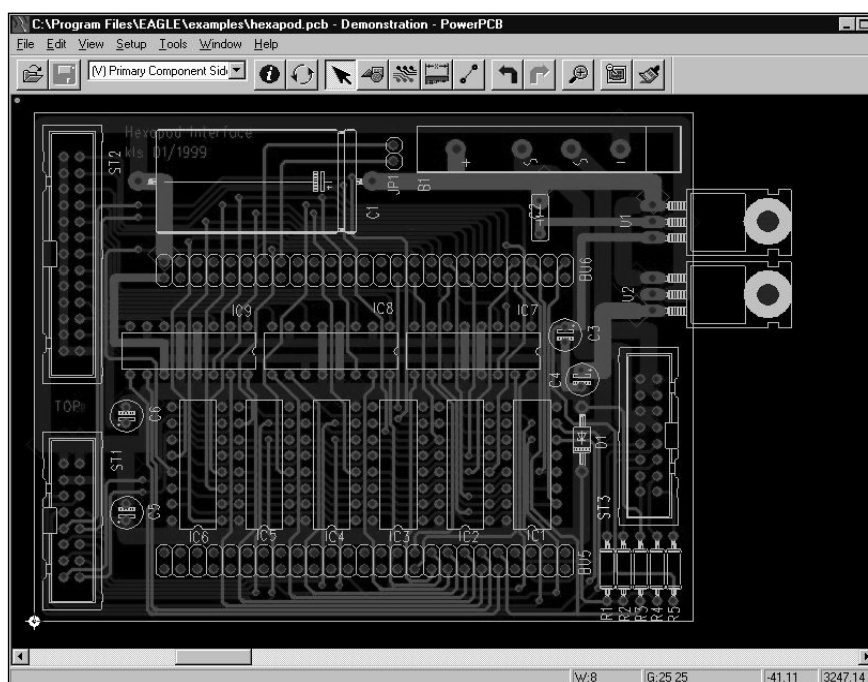 C:\Program Files\EAGLE\examples\hexapod.pcb - Demonstration - PowerPCB
File Edit View Setup Tools Window Help
(V) Primary Component Side
Hexapod Interface
kls 01/1999
ST2
JP1
B1
+
S
S
-
C1
C2
U1
BU6
U2
IC9
IC8
IC7
C3
C4
TOP
C6
D1
ST1
C5
ST3
IC6 IC5 IC4 IC3 IC2 IC1
BU5
R1 R2 R3 R4 R5
W:8 G:25 25 -41.11 3247.14